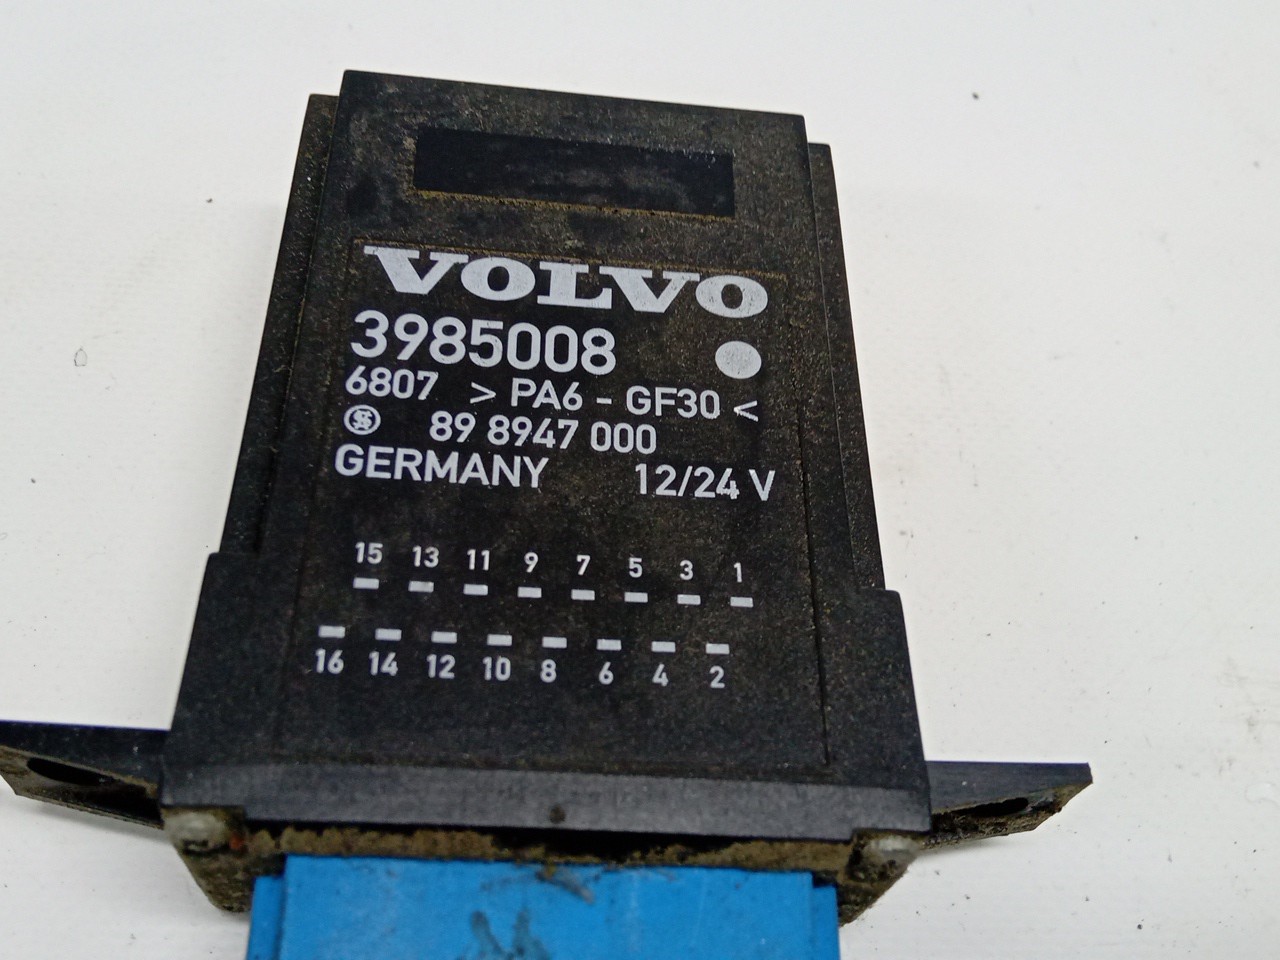 VOLVO
3985008
6807 > PA6 - GF30 <
89 8947 000
GERMANY 12/24 V
15 13 11 9 7 5 3 1
16 14 12 10 8 6 4 2